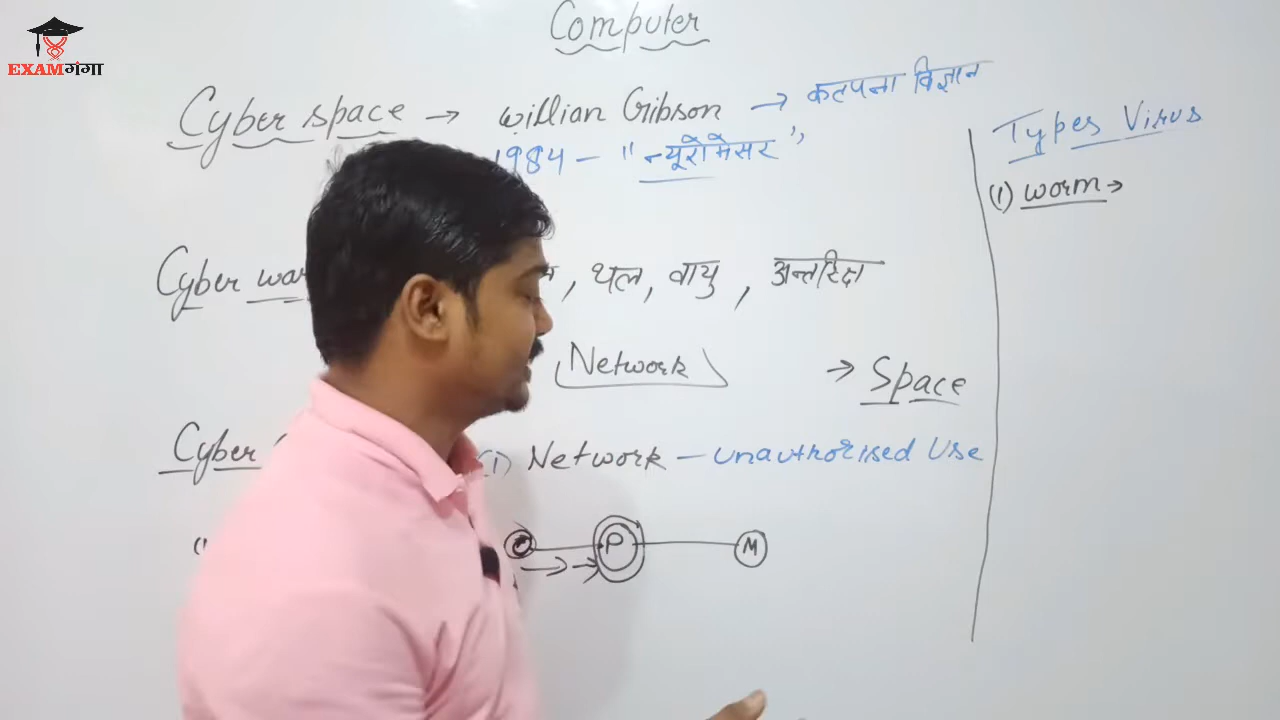 EXAMगंगा
Computer
Cyber space → Willian Gibson → कल्पना विज्ञान
1984 - "न्यूरोमेसर"
Cyber war , थल, वायु, अन्तरिक्ष
Network → Space
Cyber (1) Network - unauthorised Use
P M
Types Virus
(1) worm →